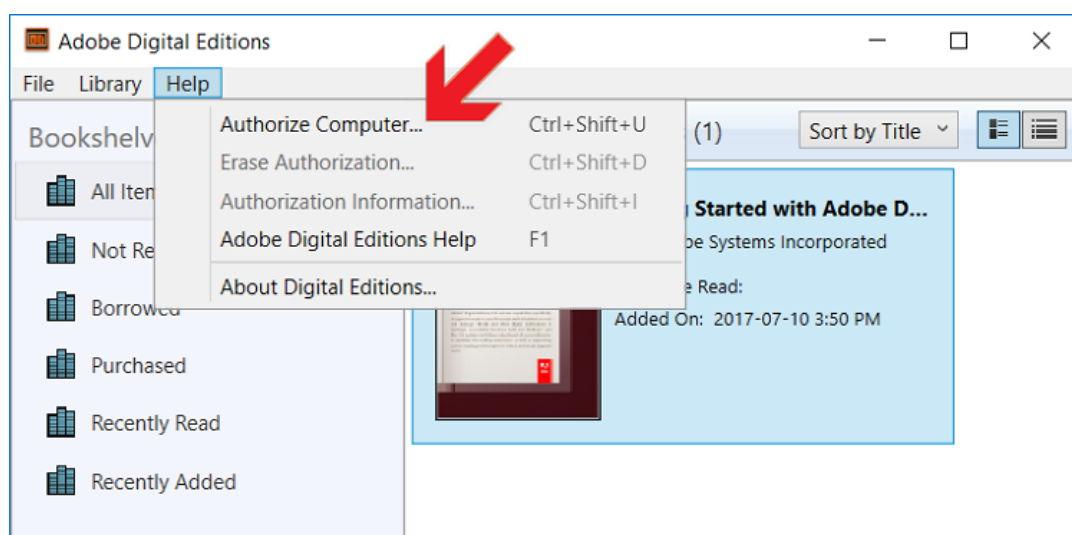 Adobe Digital Editions
File Library Help
Authorize Computer... Ctrl+Shift+U
Erase Authorization... Ctrl+Shift+D
Authorization Information... Ctrl+Shift+I
Adobe Digital Editions Help F1
About Digital Editions...
Bookshelv
All Iten
Not Re
Borrowed
Purchased
Recently Read
Recently Added
(1)
Sort by Title
Started with Adobe D...
be Systems Incorporated
e Read:
Added On: 2017-07-10 3:50 PM